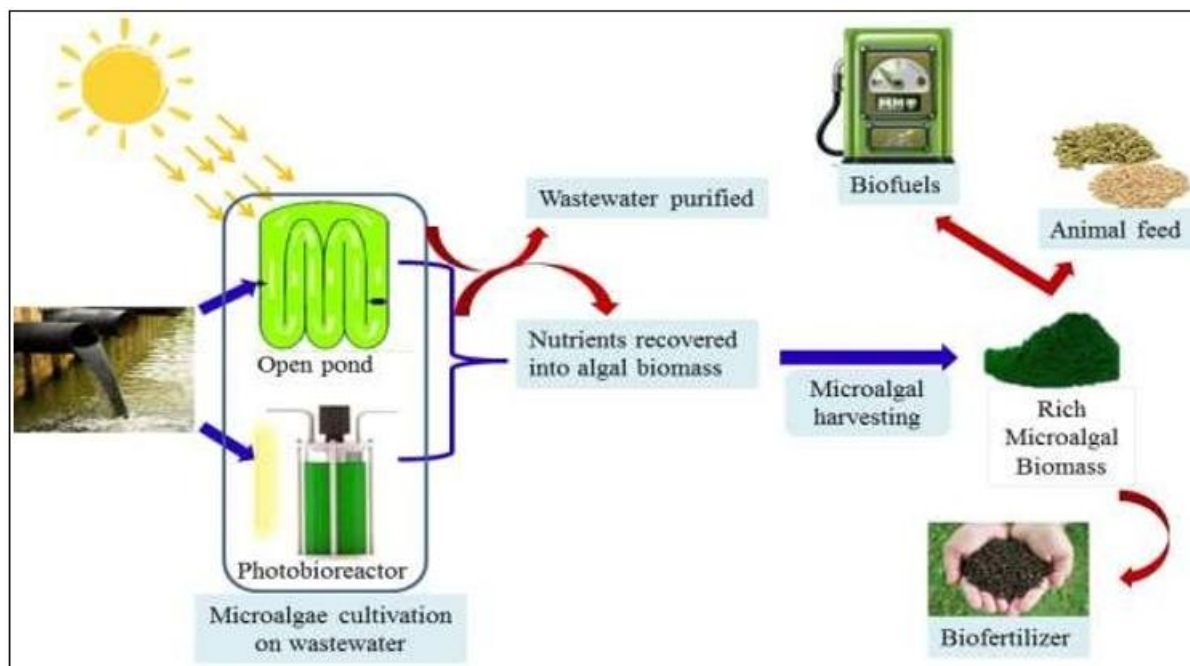 Wastewater purified
Biofuels
Animal feed
Open pond
Nutrients recovered
into algal biomass
Microalgal
harvesting
Rich
Microalgal
Biomass
Photobioreactor
Microalgae cultivation
on wastewater
Biofertilizer